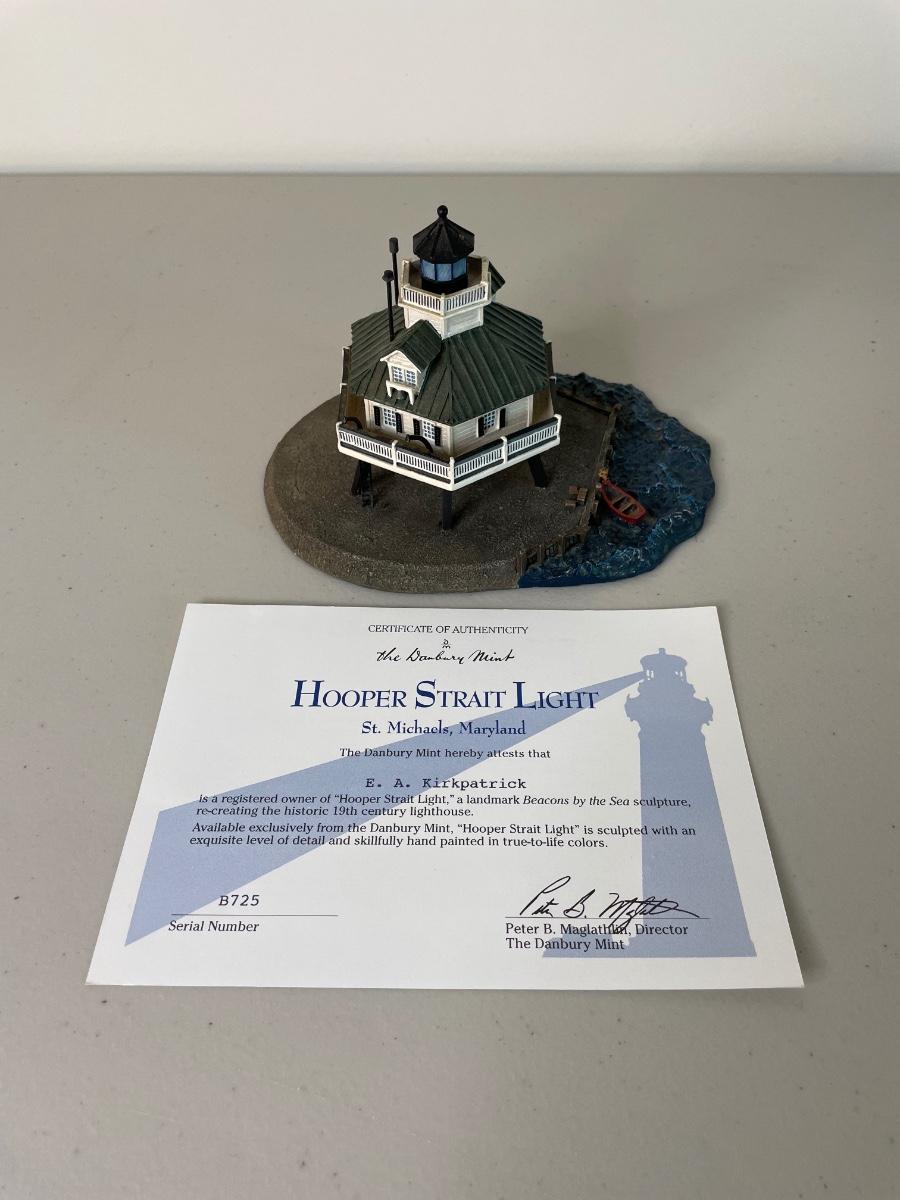 CERTIFICATE OF AUTHENTICITY
DM
the Danbury Mint
HOOPER STRAIT LIGHT
St. Michaels, Maryland
The Danbury Mint hereby attests that
E. A. Kirkpatrick
is a registered owner of “Hooper Strait Light,” a landmark Beacons by the Sea sculpture,
re-creating the historic 19th century lighthouse.
Available exclusively from the Danbury Mint, “Hooper Strait Light” is sculpted with an
exquisite level of detail and skillfully hand painted in true-to-life colors.
B725
Serial Number
Peter B. Maglathlin
Peter B. Maglathlin, Director
The Danbury Mint